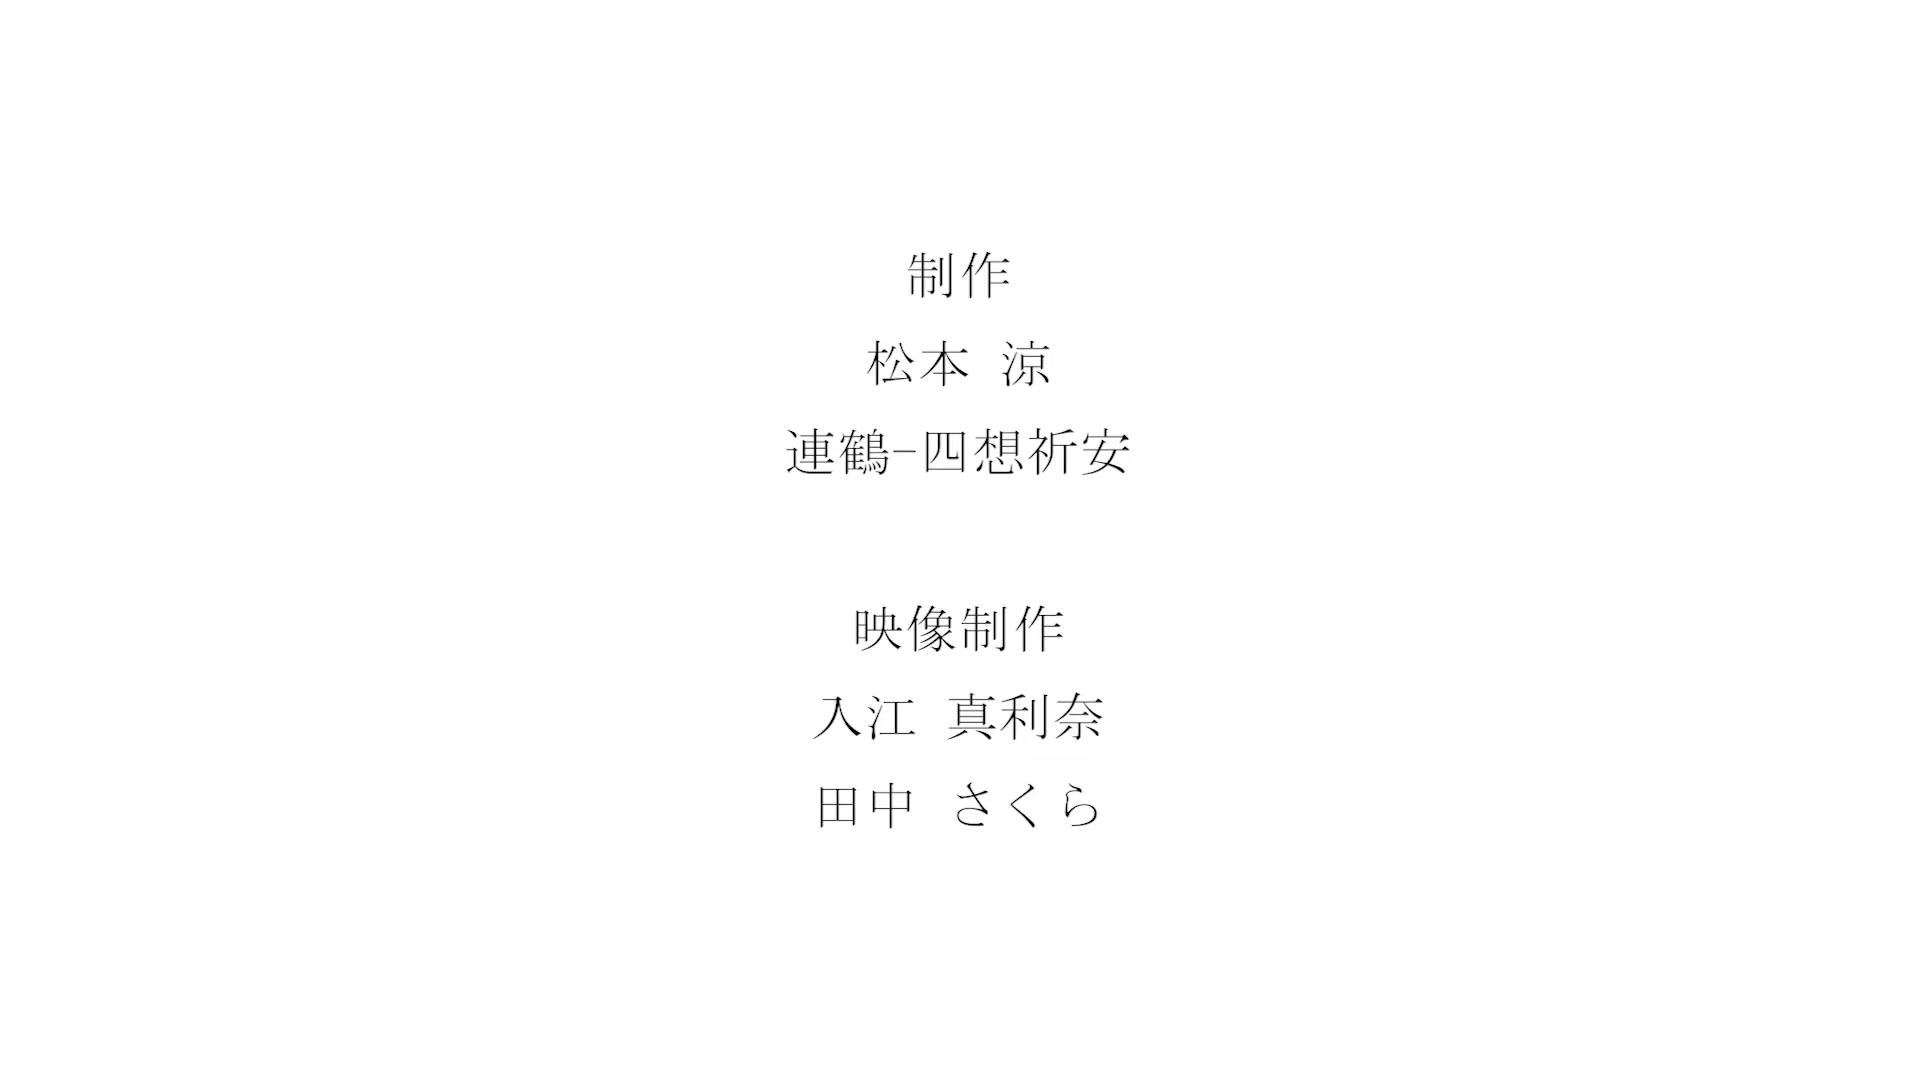 制作
松本 涼
連鶴-四想祈安
映像制作
入江 真利奈
田中 さくら